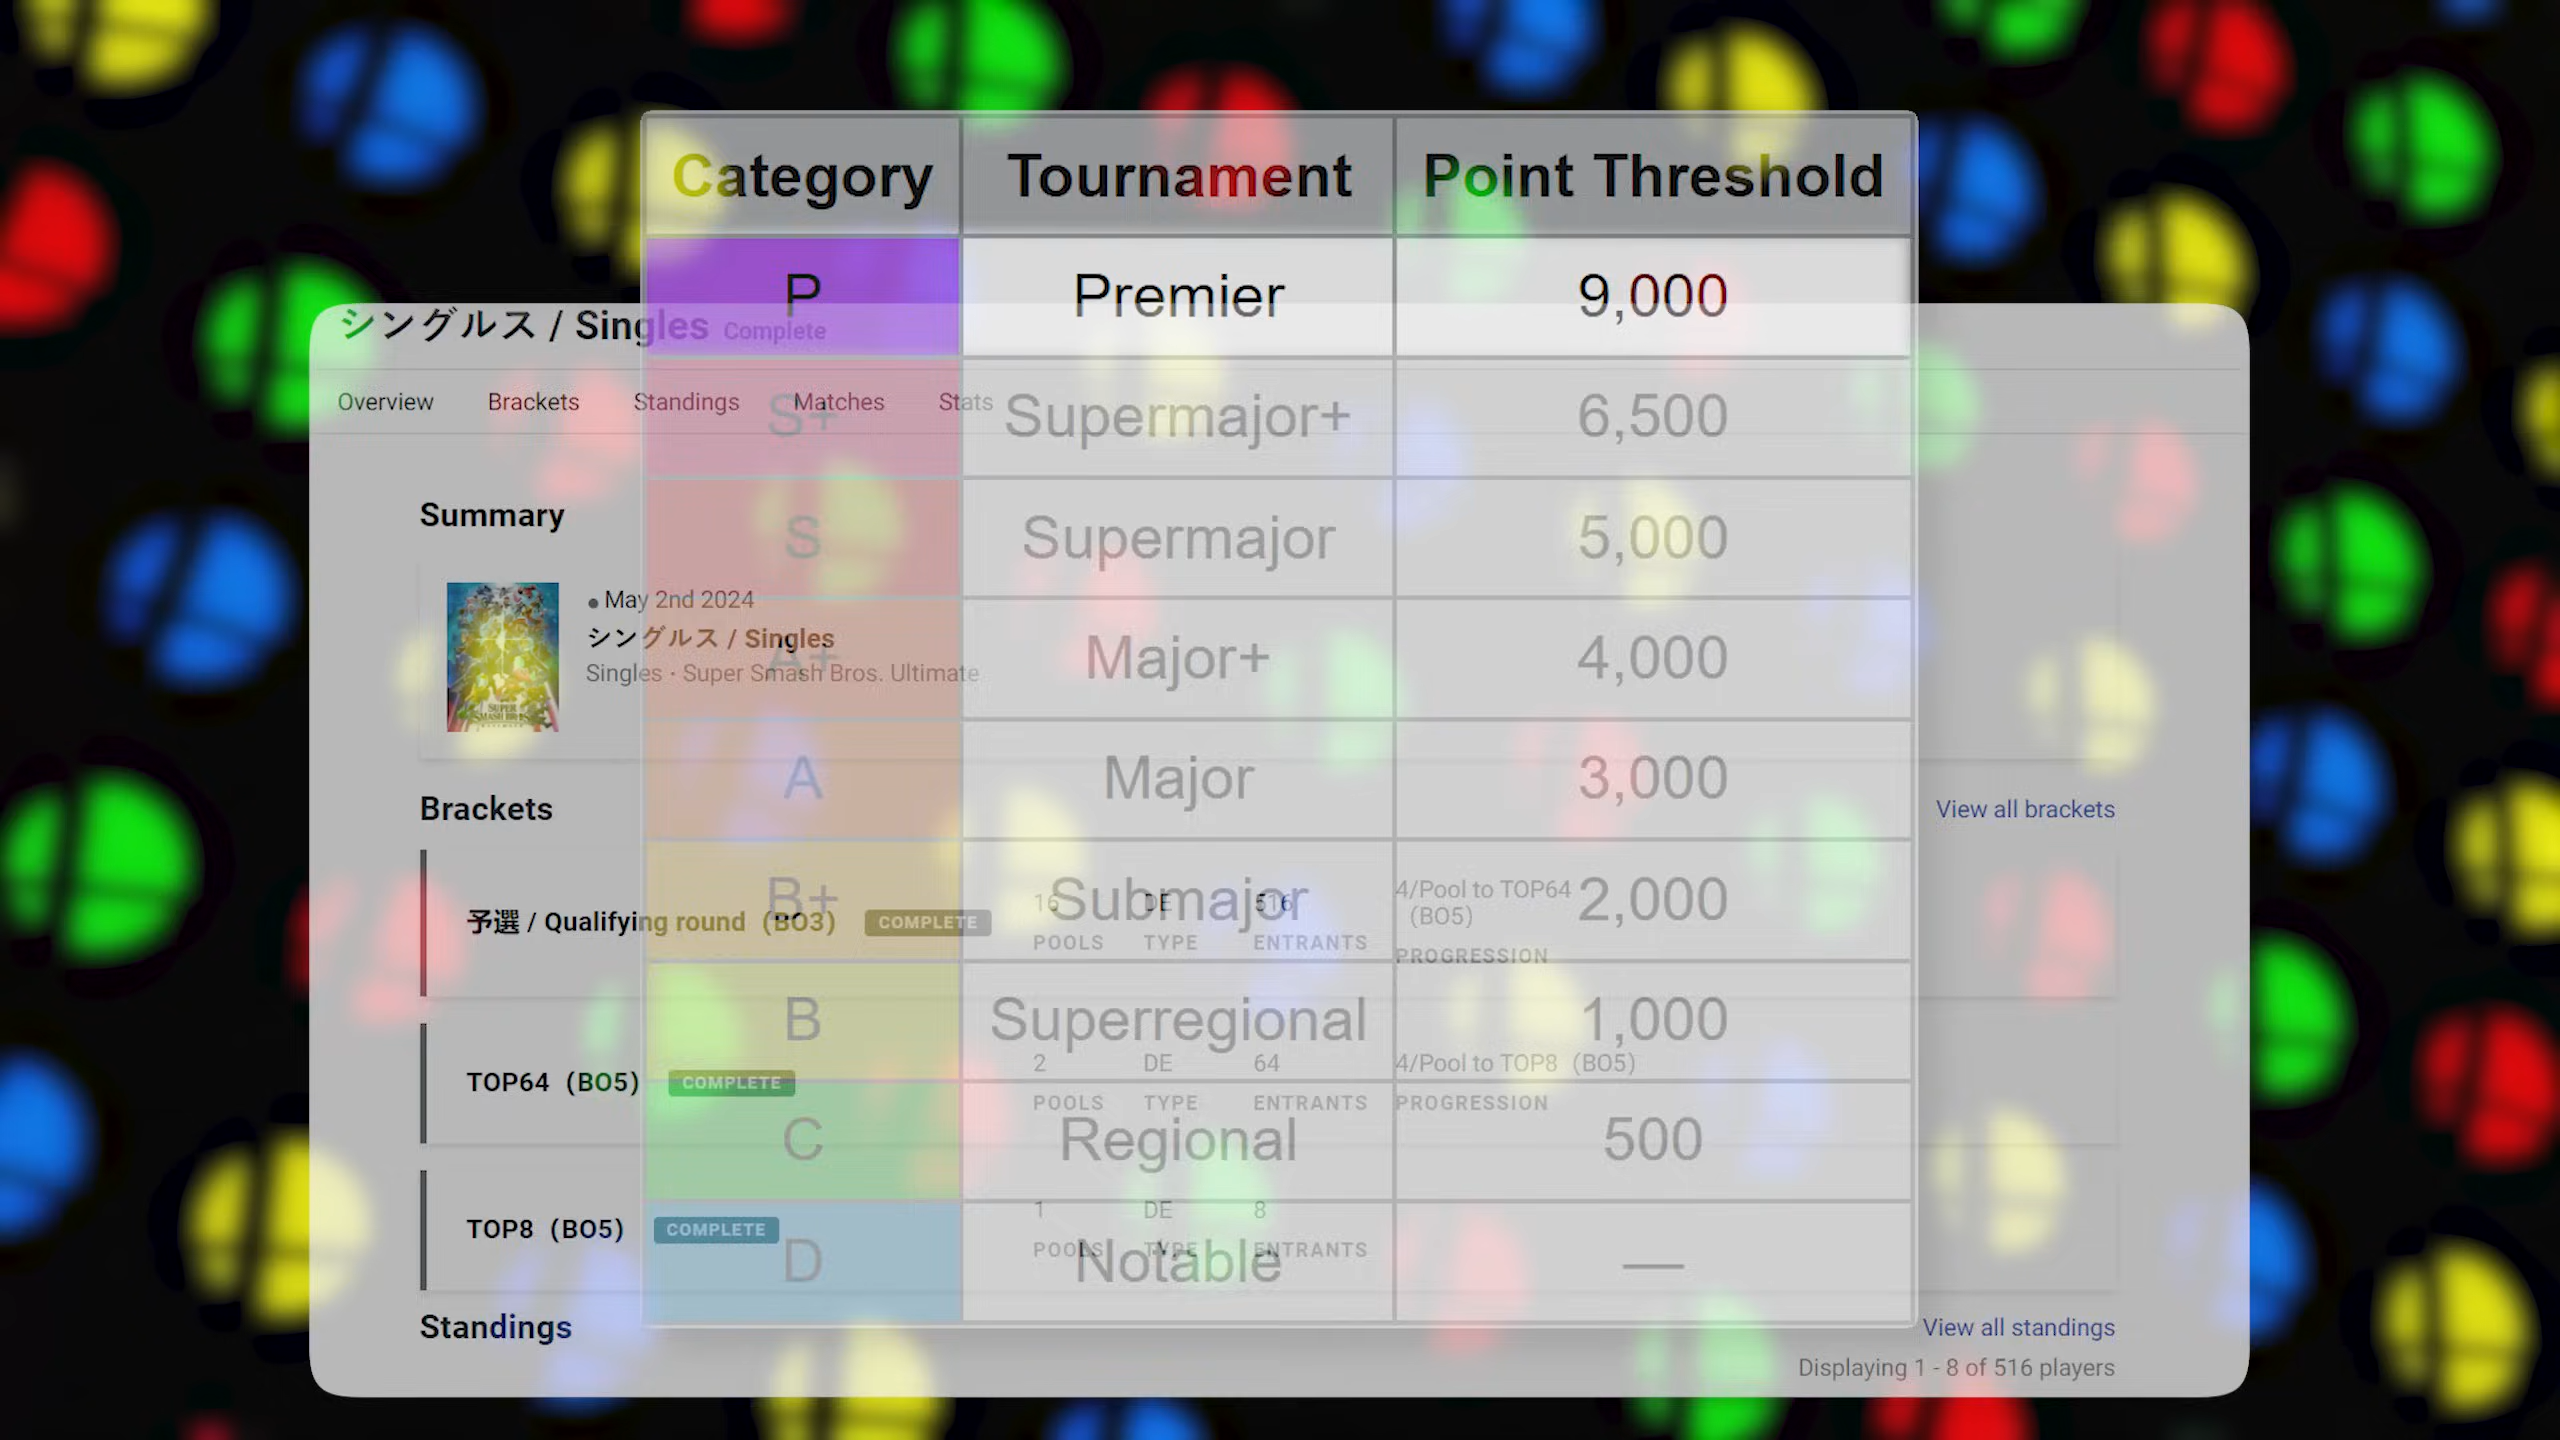 Category Tournament Point Threshold
P Premier 9,000
S+ Supermajor+ 6,500
S Supermajor 5,000
A+ Major+ 4,000
A Major 3,000
B+ Submajor 2,000
B Superregional 1,000
C Regional 500
D Notable —
シングルス / Singles Complete
Overview Brackets Standings Matches Stats
Summary
SUPER
SMASH BROS
May 2nd 2024
シングルス / Singles
Singles · Super Smash Bros. Ultimate
Brackets View all brackets
予選 / Qualifying round (BO3) COMPLETE
16 DE 516 4/Pool to TOP64
(BO5)
POOLS TYPE ENTRANTS PROGRESSION
TOP64 (BO5) COMPLETE
2 DE 64 4/Pool to TOP8 (BO5)
POOLS TYPE ENTRANTS PROGRESSION
TOP8 (BO5) COMPLETE
1 DE 8
POOLS TYPE ENTRANTS
Standings View all standings
Displaying 1 - 8 of 516 players